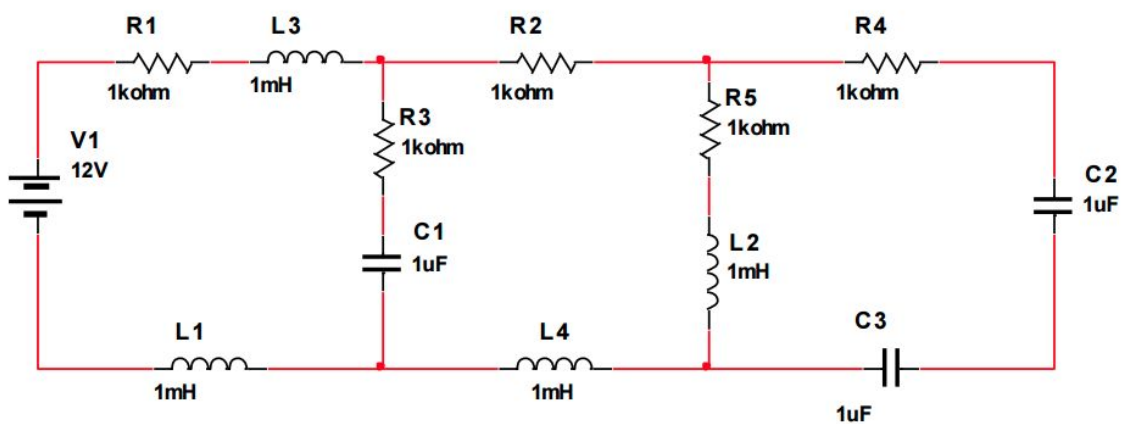 R1
L3
R2
R4
1kohm
1mH
1kohm
1kohm
R3
1kohm
R5
1kohm
V1
12V
C2
1uF
C1
1uF
L2
1mH
L1
1mH
L4
1mH
C3
1uF